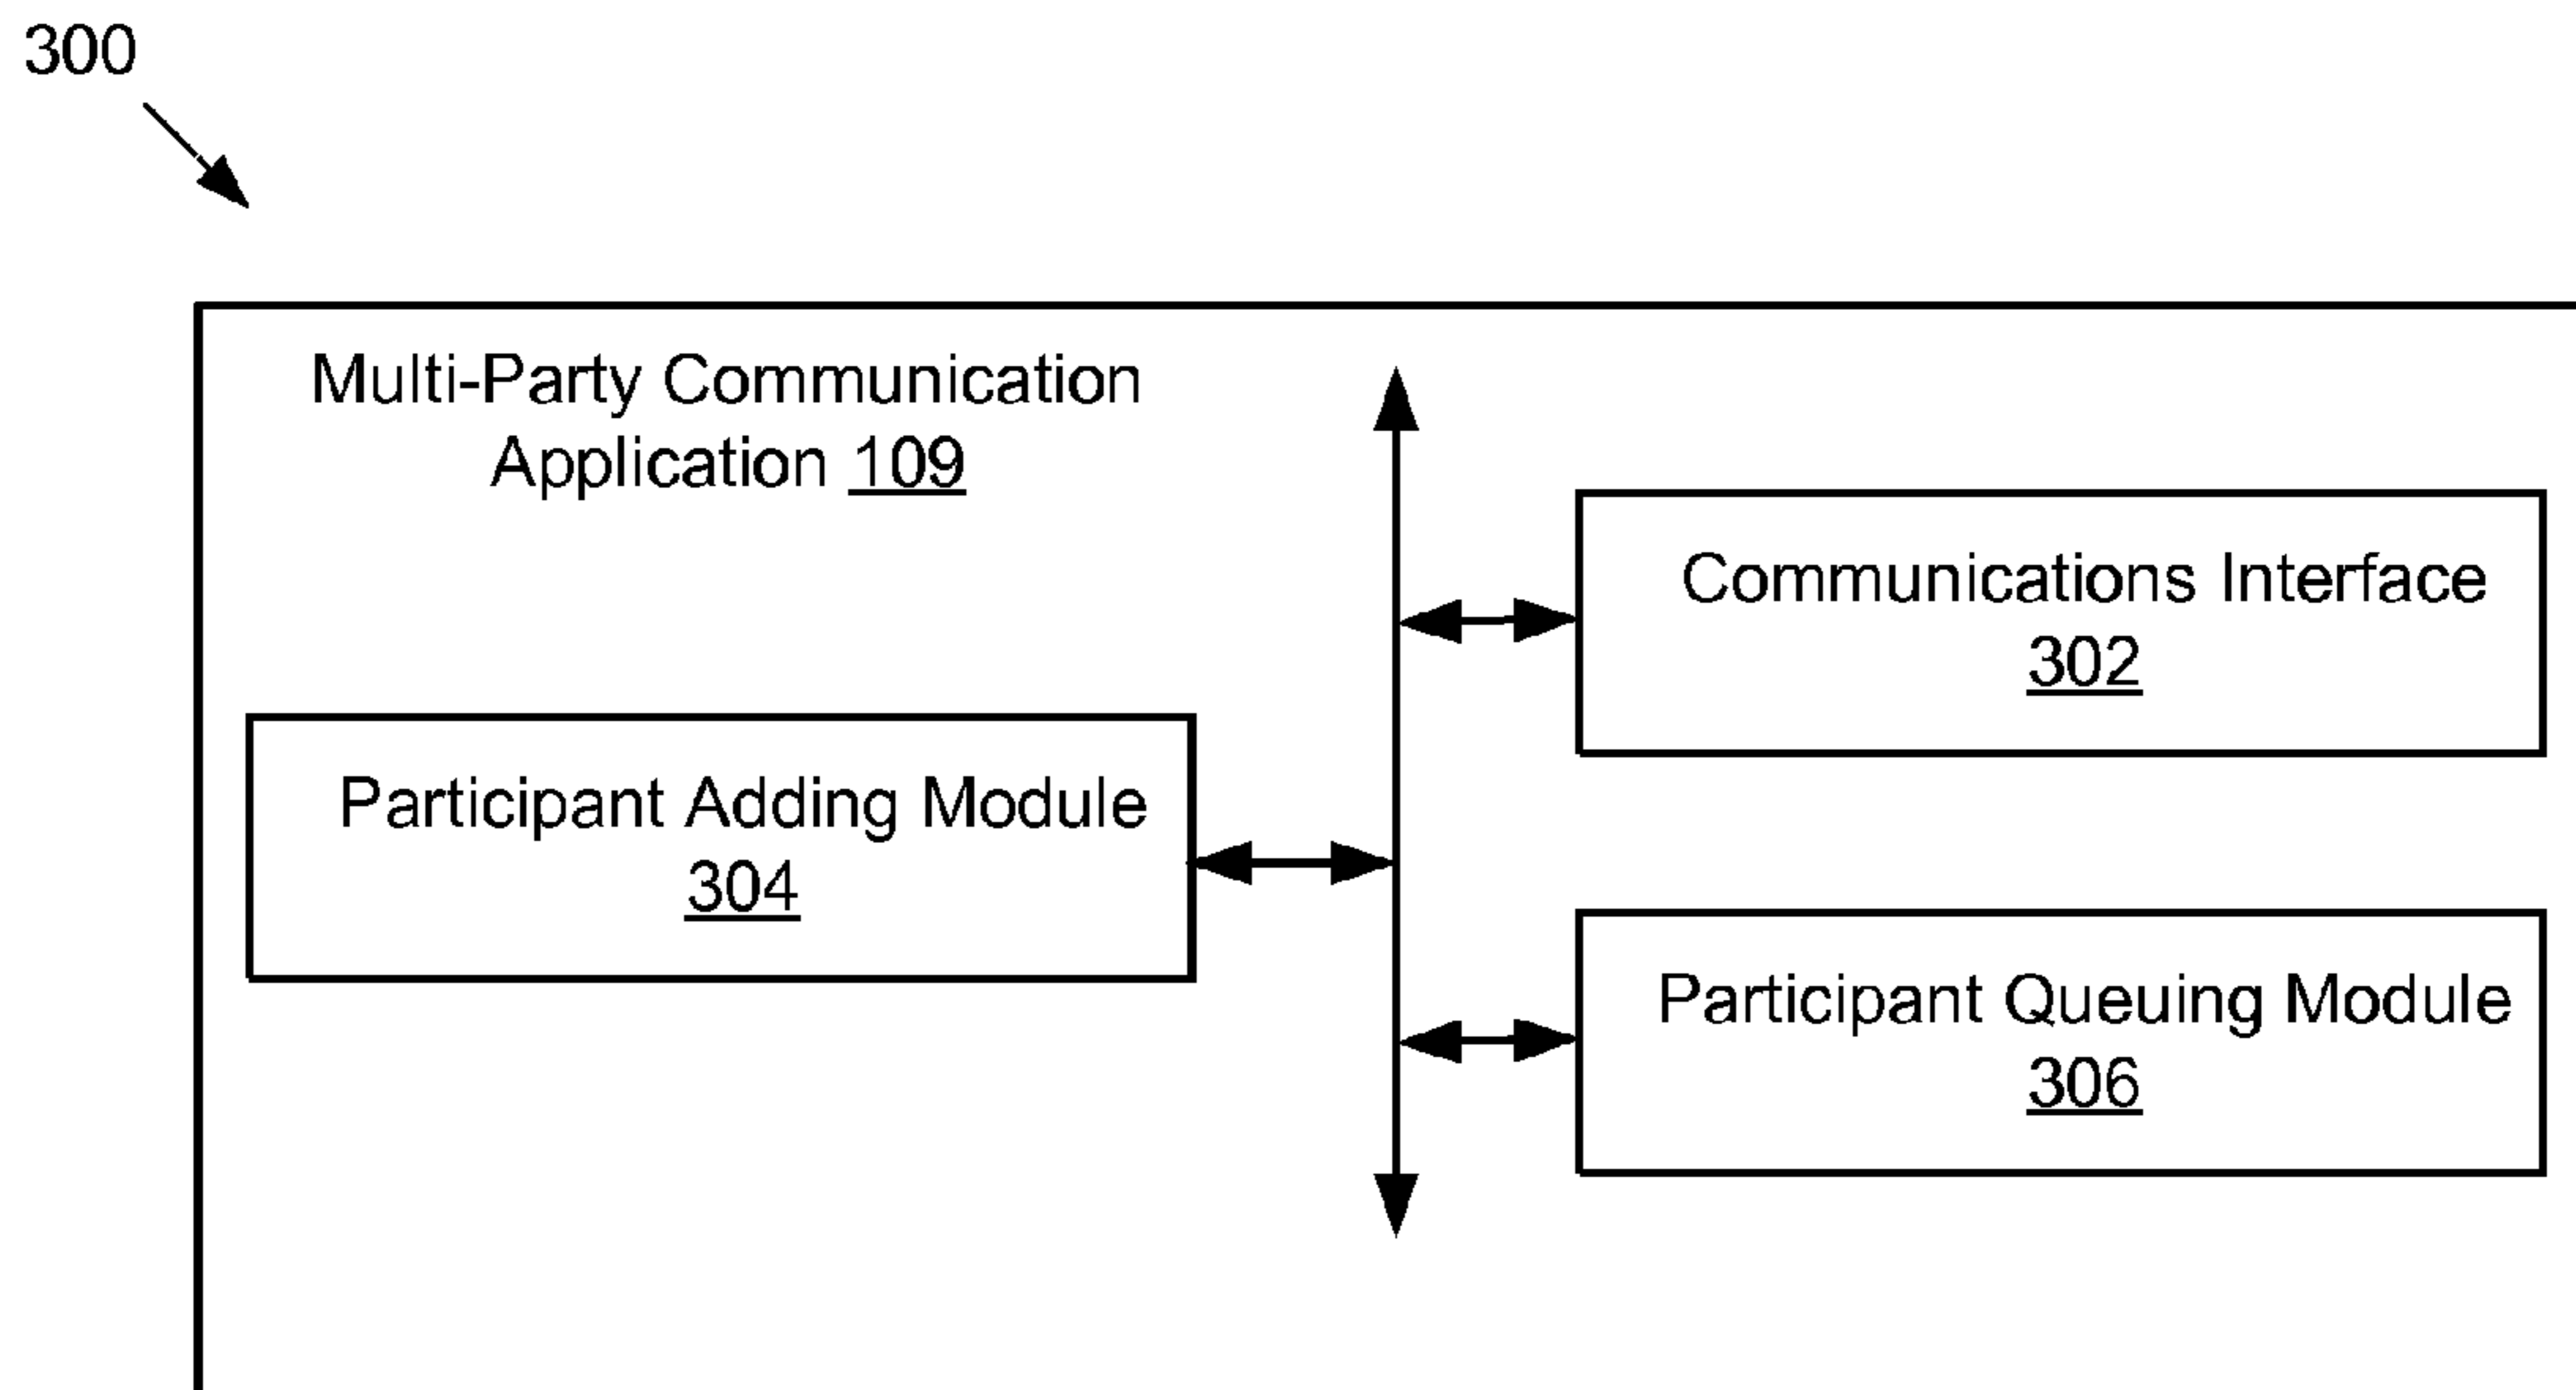 300
Multi-Party Communication
Application 109
Communications Interface
302
Participant Adding Module
304
Participant Queuing Module
306